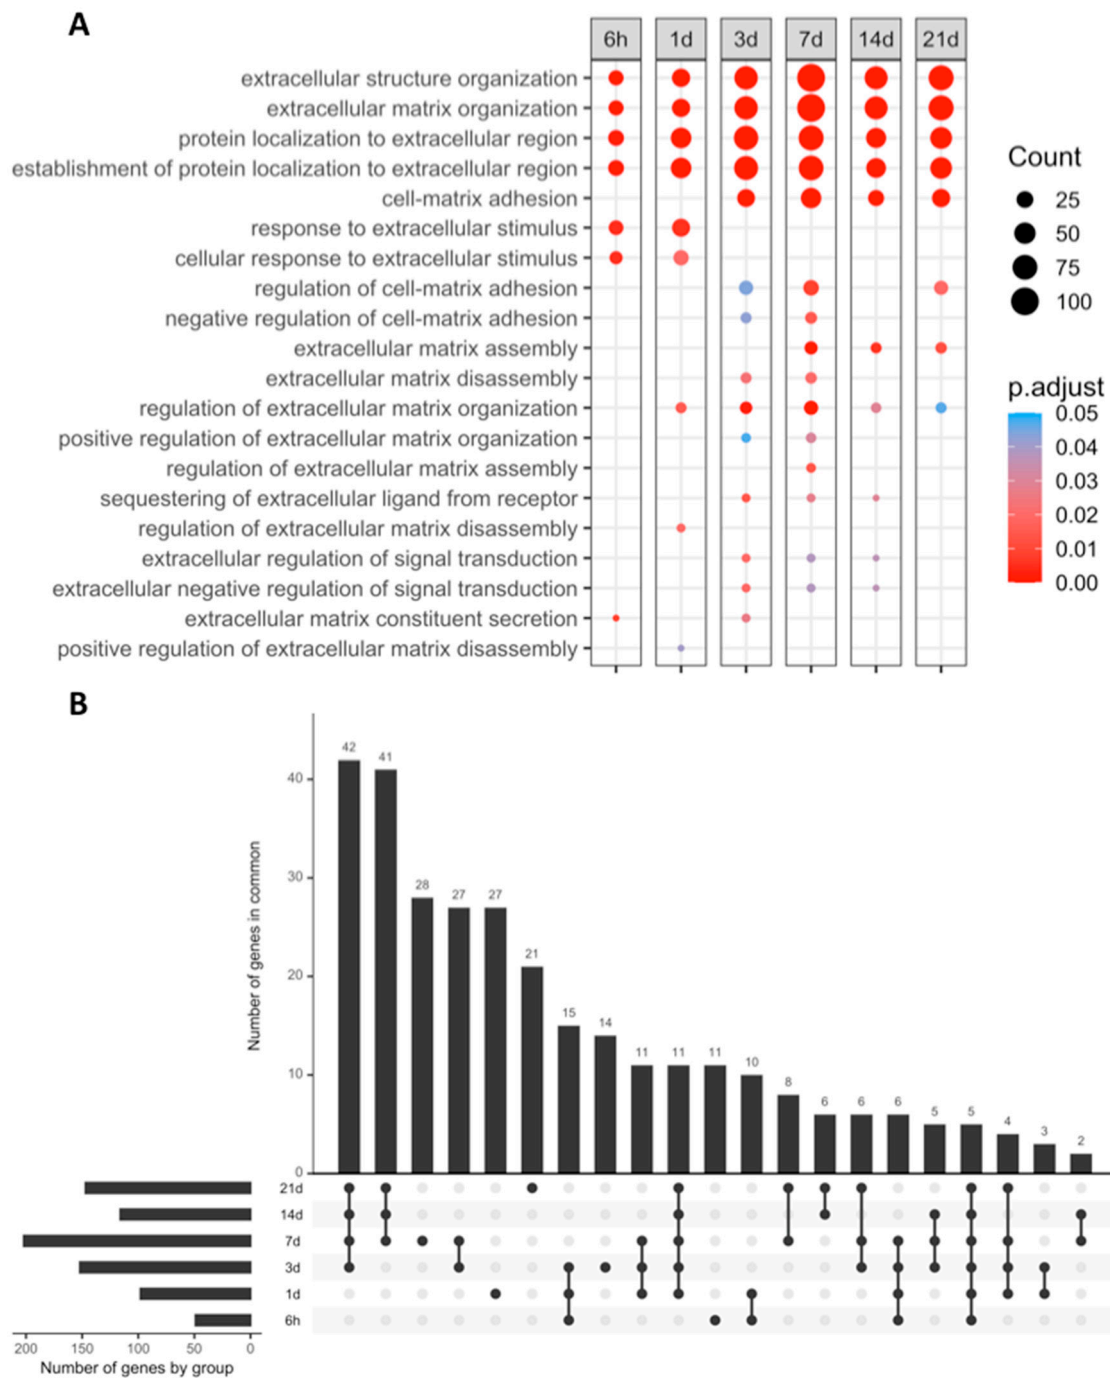 A
6h 1d 3d 7d 14d 21d
extracellular structure organization
extracellular matrix organization
protein localization to extracellular region
establishment of protein localization to extracellular region
cell-matrix adhesion
response to extracellular stimulus
cellular response to extracellular stimulus
regulation of cell-matrix adhesion
negative regulation of cell-matrix adhesion
extracellular matrix assembly
extracellular matrix disassembly
regulation of extracellular matrix organization
positive regulation of extracellular matrix organization
regulation of extracellular matrix assembly
sequestering of extracellular ligand from receptor
regulation of extracellular matrix disassembly
extracellular regulation of signal transduction
extracellular negative regulation of signal transduction
extracellular matrix constituent secretion
positive regulation of extracellular matrix disassembly
Count
25
50
75
100
p.adjust
0.05
0.04
0.03
0.02
0.01
0.00
B
Number of genes in common
40
30
20
10
0
42 41 28 27 27 21 15 14 11 11 11 10 8 6 6 6 5 5 4 3 2
21d
14d
7d
3d
1d
6h
200 150 100 50 0
Number of genes by group